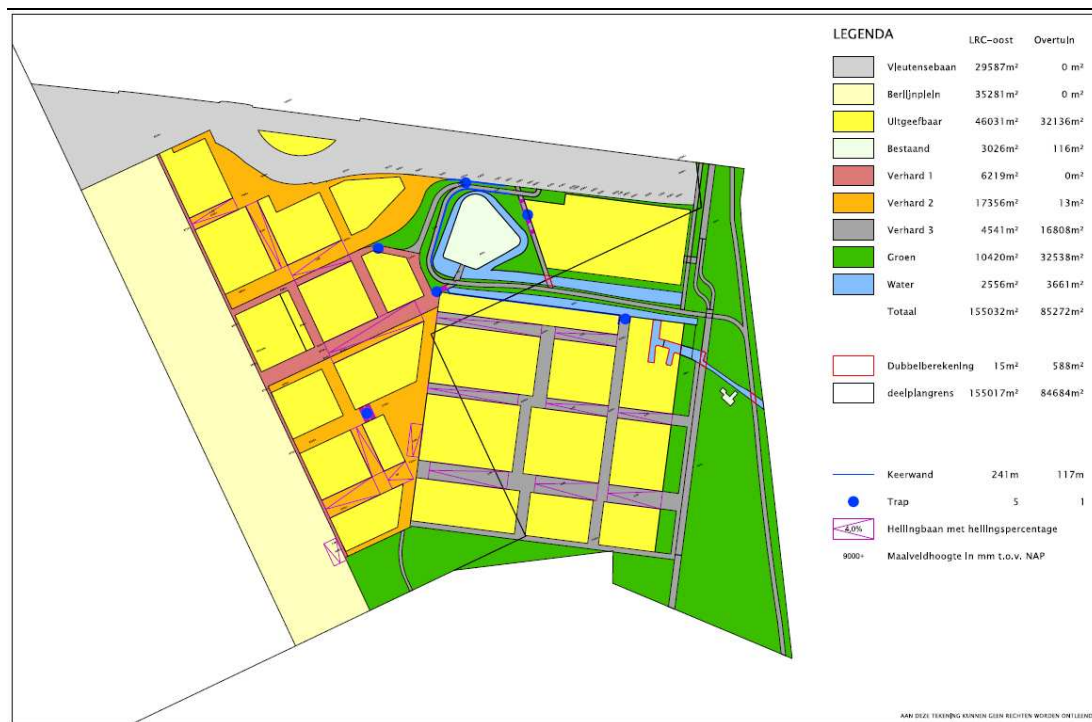 LEGENDA
LRC-oost Overtuin
Vleutensebaan 29587m² 0 m²
Berlijnplein 35281m² 0 m²
Uitgeefbaar 46031m² 32136m²
Bestaand 3026m² 116m²
Verhard 1 6219m² 0m²
Verhard 2 17356m² 13m²
Verhard 3 4541m² 16808m²
Groen 10420m² 32538m²
Water 2556m² 3661m²
Totaal 155032m² 85272m²
Dubbelberekening 15m² 588m²
deelplangrens 155017m² 84684m²
Keerwand 241m 117m
Trap 5 1
4,0% Hellingbaan met hellingspercentage
9000+ Maaiveldhoogte in mm t.o.v. NAP
AAN DEZE TEKENING KUNNEN GEEN RECHTEN WORDEN ONTLEEND